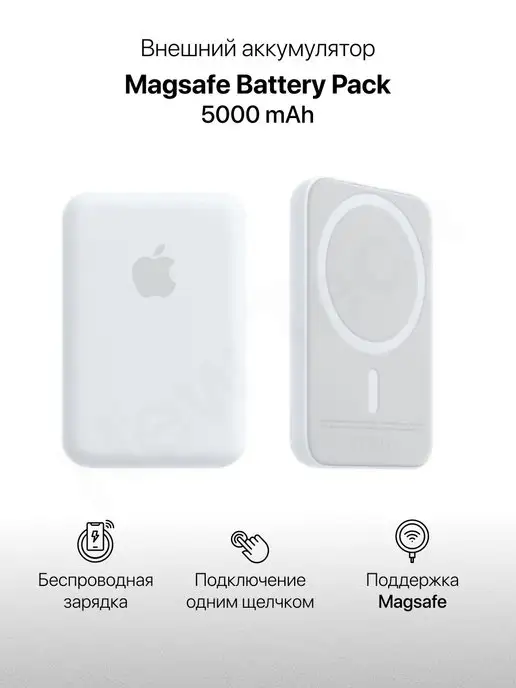 Внешний аккумулятор
Magsafe Battery Pack
5000 mAh
Беспроводная
зарядка
Подключение
одним щелчком
Поддержка
Magsafe